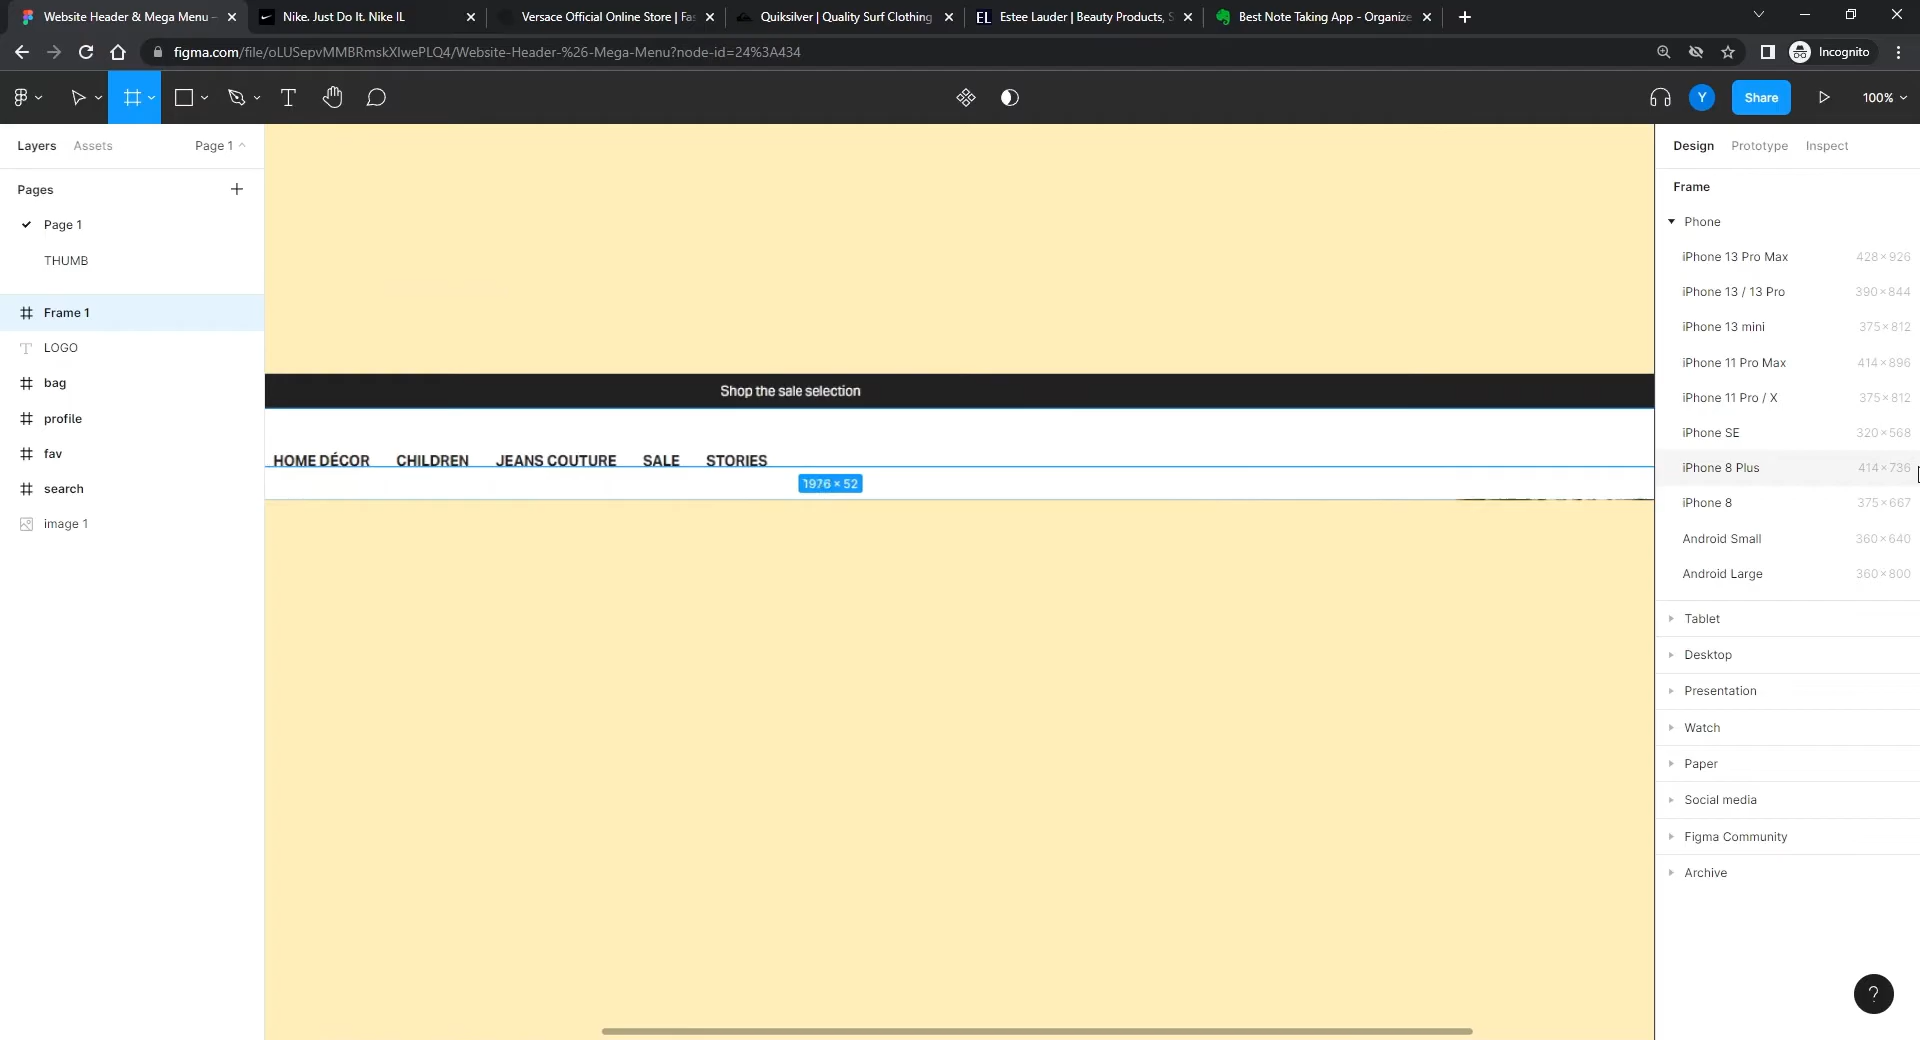 Website Header & Mega Menu –
Nike. Just Do It. Nike IL
Versace Official Online Store | Fas
Quiksilver | Quality Surf Clothing
EL
Estee Lauder | Beauty Products, S
Best Note Taking App - Organize
figma.com/file/oLUSepvMMBRmskXIwePLQ4/Website-Header-%26-Mega-Menu?node-id=24%3A434
Incognito
Y
Share
100%
Layers
Assets
Page 1
Pages
Page 1
THUMB
Frame 1
LOGO
bag
profile
fav
search
image 1
Shop the sale selection
HOME DÉCOR
CHILDREN
JEANS COUTURE
SALE
STORIES
1976 × 52
Design
Prototype
Inspect
Frame
Phone
iPhone 13 Pro Max 428×926
iPhone 13 / 13 Pro 390×844
iPhone 13 mini 375×812
iPhone 11 Pro Max 414×896
iPhone 11 Pro / X 375×812
iPhone SE 320×568
iPhone 8 Plus 414×736
iPhone 8 375×667
Android Small 360×640
Android Large 360×800
Tablet
Desktop
Presentation
Watch
Paper
Social media
Figma Community
Archive
?